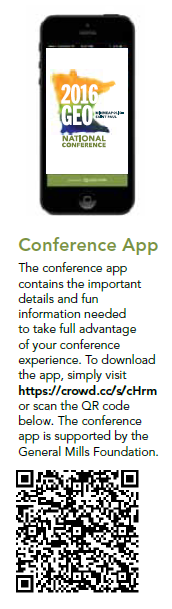 2016
GEO
MINNEAPOLIS
SAINT PAUL
NATIONAL
CONFERENCE
Conference App
The conference app
contains the important
details and fun
information needed
to take full advantage
of your conference
experience. To download
the app, simply visit
https://crowd.cc/s/cHrm
or scan the QR code
below. The conference
app is supported by the
General Mills Foundation.